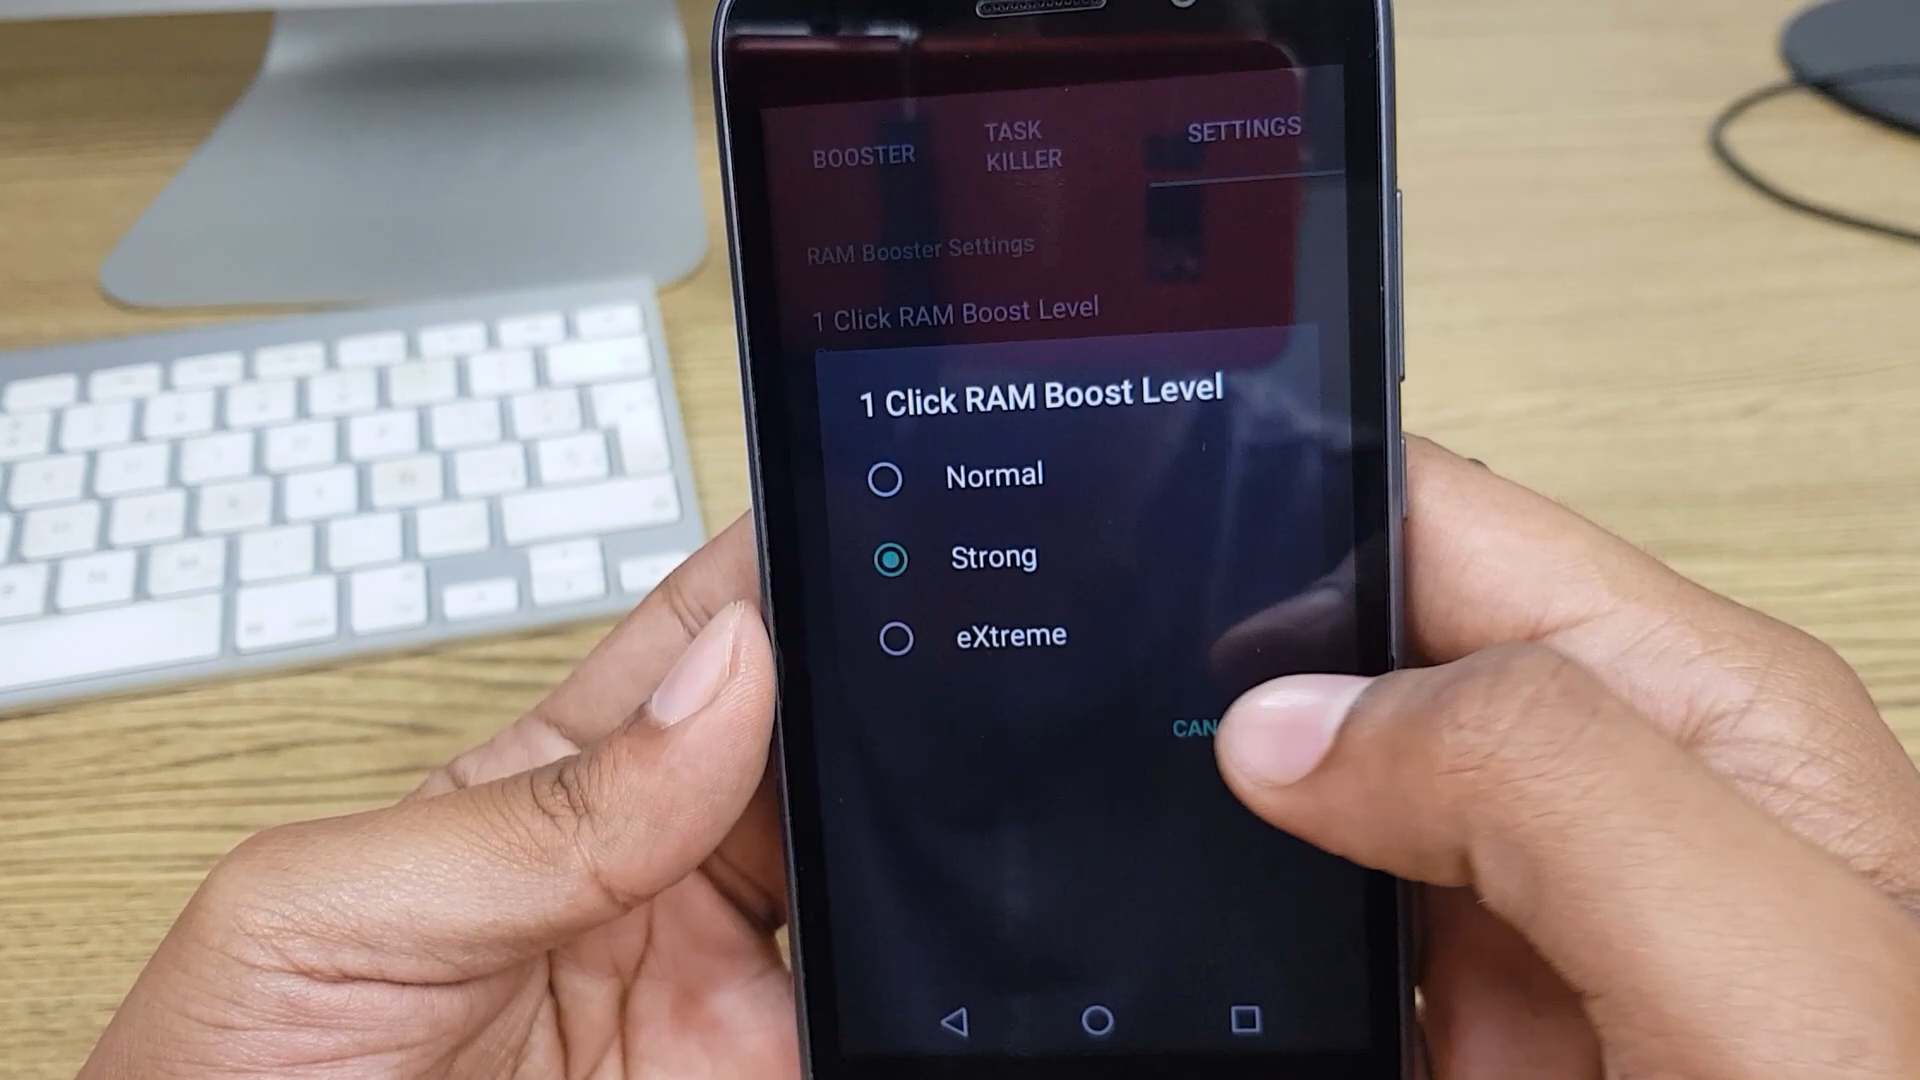 BOOSTER
TASK
KILLER
SETTINGS
RAM Booster Settings
1 Click RAM Boost Level
1 Click RAM Boost Level
Normal
Strong
eXtreme
CAN